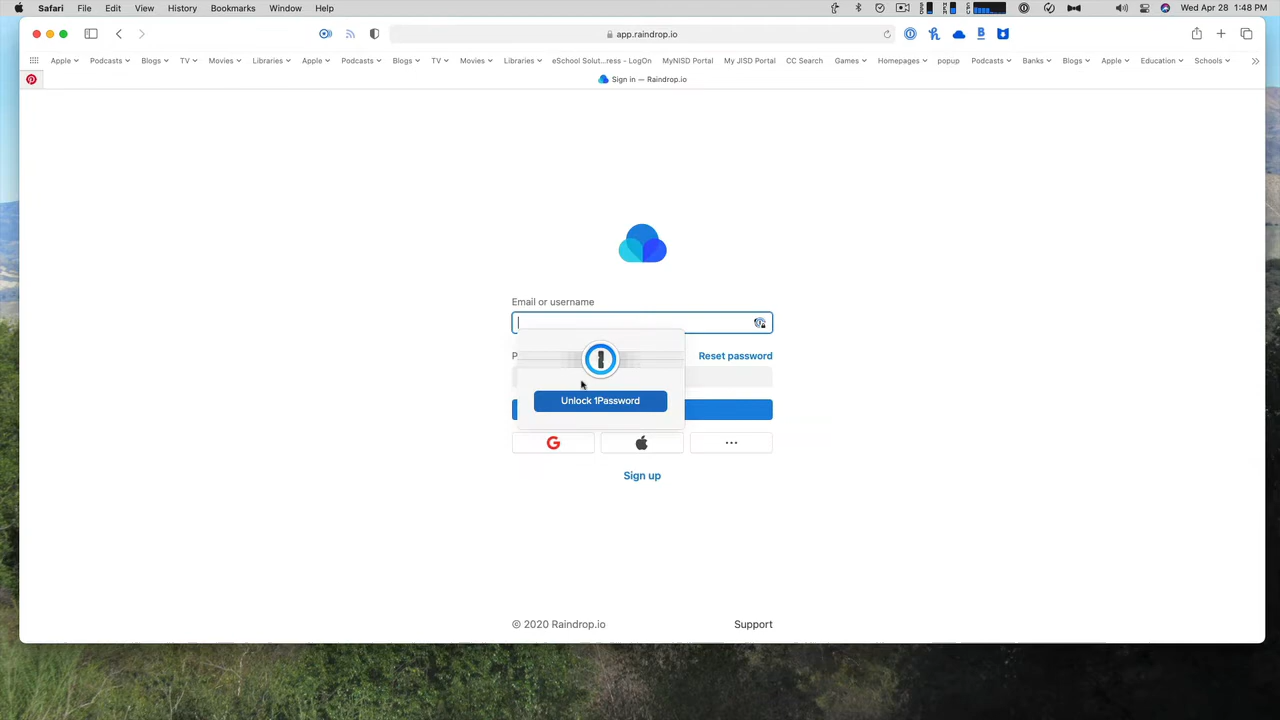 Safari File Edit View History Bookmarks Window Help Wed Apr 28 1:48 PM
app.raindrop.io
Apple Podcasts Blogs TV Movies Libraries Apple Podcasts Blogs TV Movies Libraries eSchool Solut...ress - LogOn MyNISD Portal My JISD Portal CC Search Games Homepages popup Podcasts Banks Blogs Apple Education Schools
Sign in — Raindrop.io
Email or username
P
Reset password
Unlock 1Password
Sign up
© 2020 Raindrop.io Support